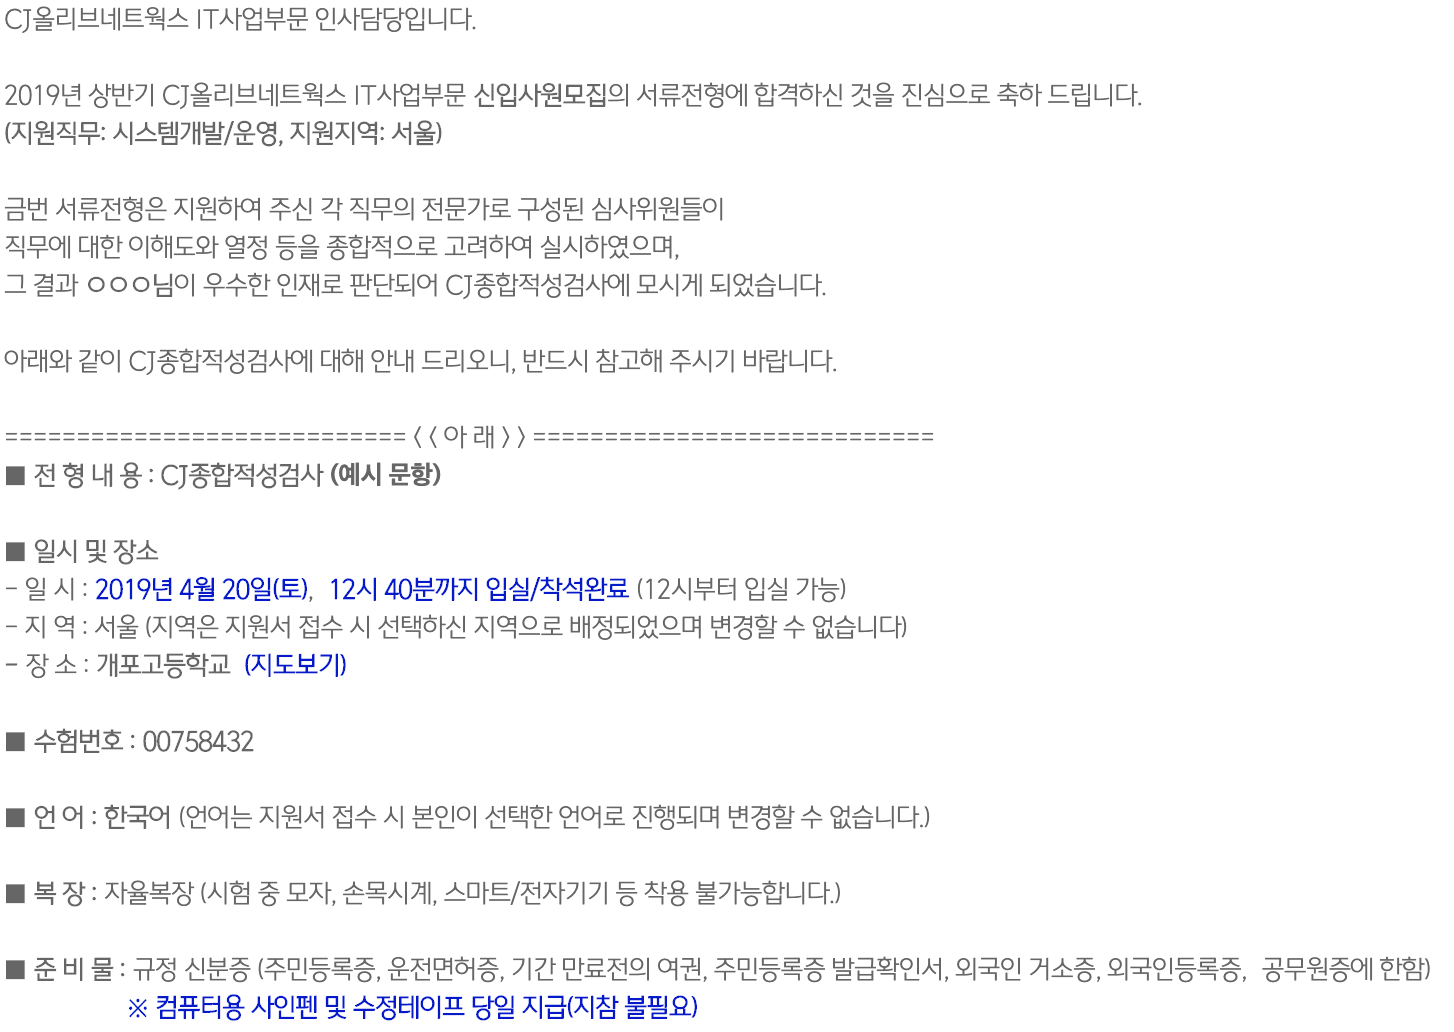 CJ올리브네트웍스 IT사업부문 인사담당입니다.
2019년 상반기 CJ올리브네트웍스 IT사업부문 신입사원모집의 서류전형에 합격하신 것을 진심으로 축하 드립니다.
(지원직무: 시스템개발/운영, 지원지역: 서울)
금번 서류전형은 지원하여 주신 각 직무의 전문가로 구성된 심사위원들이
직무에 대한 이해도와 열정 등을 종합적으로 고려하여 실시하였으며,
그 결과 ㅇㅇㅇ님이 우수한 인재로 판단되어 CJ종합적성검사에 모시게 되었습니다.
아래와 같이 CJ종합적성검사에 대해 안내 드리오니, 반드시 참고해 주시기 바랍니다.
============================ < < 아 래 > > ============================
■ 전 형 내 용 : CJ종합적성검사 (예시 문항)
■ 일시 및 장소
- 일 시 : 2019년 4월 20일(토), 12시 40분까지 입실/착석완료 (12시부터 입실 가능)
- 지 역 : 서울 (지역은 지원서 접수 시 선택하신 지역으로 배정되었으며 변경할 수 없습니다)
- 장 소 : 개포고등학교 (지도보기)
■ 수험번호 : 00758432
■ 언 어 : 한국어 (언어는 지원서 접수 시 본인이 선택한 언어로 진행되며 변경할 수 없습니다.)
■ 복 장 : 자율복장 (시험 중 모자, 손목시계, 스마트/전자기기 등 착용 불가능합니다.)
■ 준 비 물 : 규정 신분증 (주민등록증, 운전면허증, 기간 만료전의 여권, 주민등록증 발급확인서, 외국인 거소증, 외국인등록증, 공무원증에 한함)
※ 컴퓨터용 사인펜 및 수정테이프 당일 지급(지참 불필요)